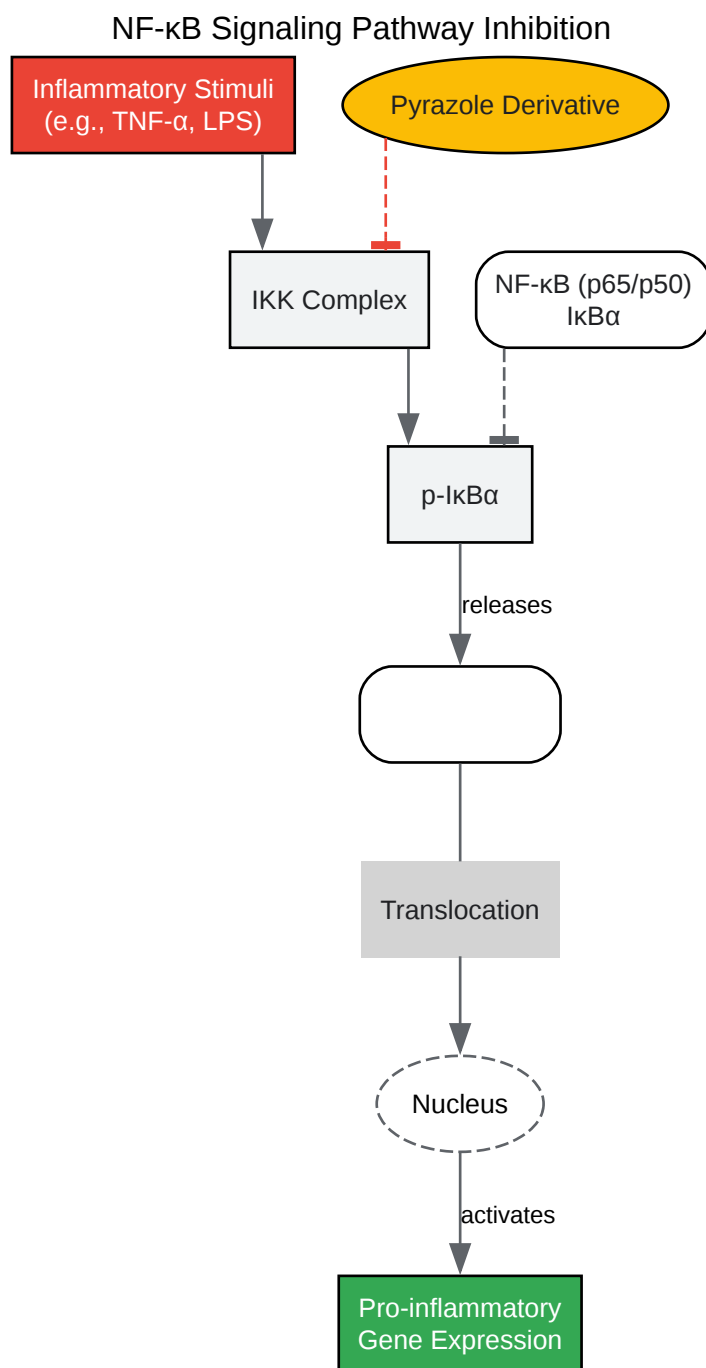 NF-κB Signaling Pathway Inhibition
Inflammatory Stimuli
(e.g., TNF-α, LPS)
Pyrazole Derivative
IKK Complex
NF-κB (p65/p50)
IκBα
p-IκBα
releases
Translocation
Nucleus
activates
Pro-inflammatory
Gene Expression